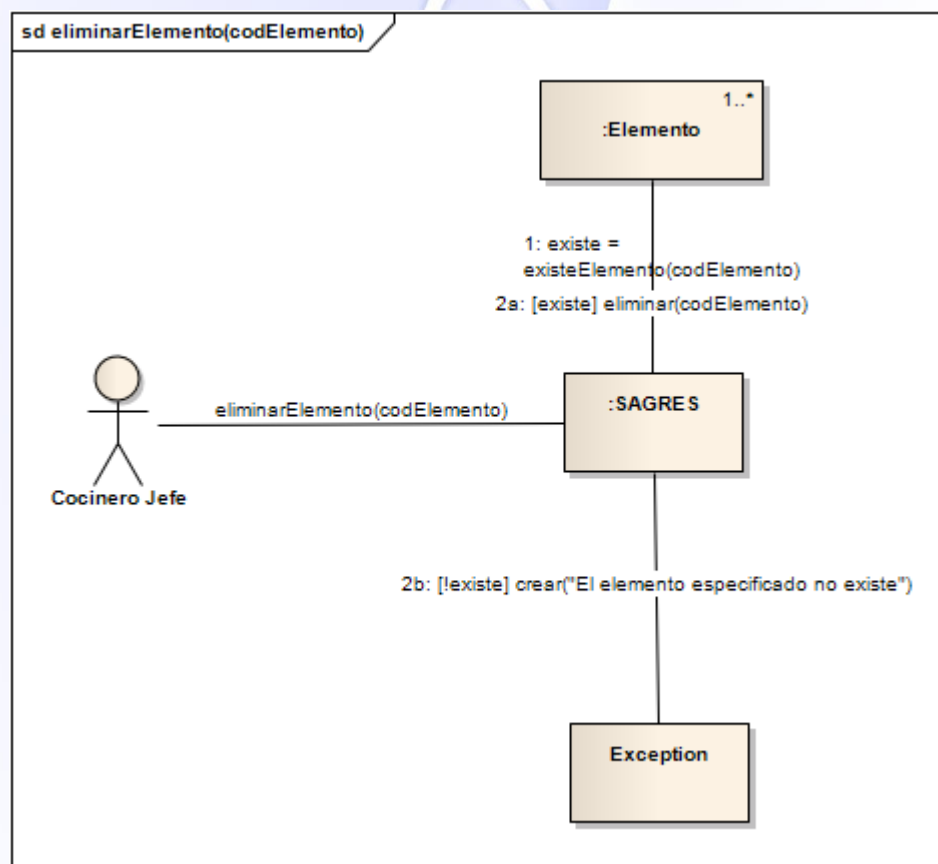 sd eliminarElemento(codElemento)
1..*
:Elemento
1: existe =
existeElemento(codElemento)
2a: [existe] eliminar(codElemento)
:SAGRES
eliminarElemento(codElemento)
Cocinero Jefe
2b: [!existe] crear("El elemento especificado no existe")
Exception